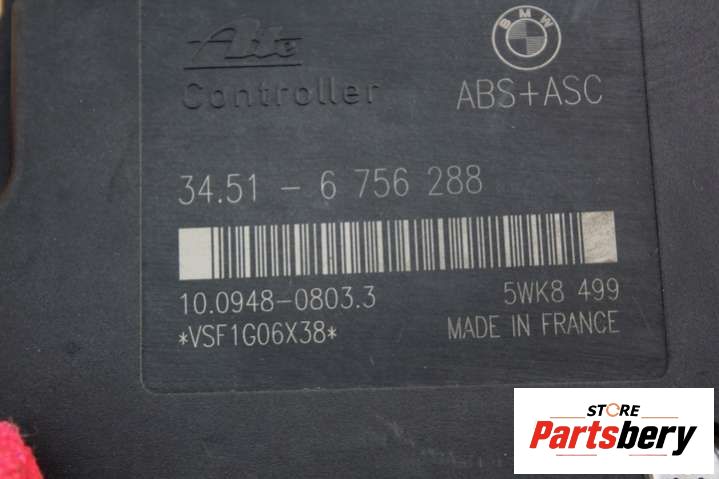 Ate
BMW
Controller
ABS+ASC
34.51 - 6 756 288
10.0948-0803.3
5WK8 499
*VSF1G06X38*
MADE IN FRANCE
STORE
Partsbery